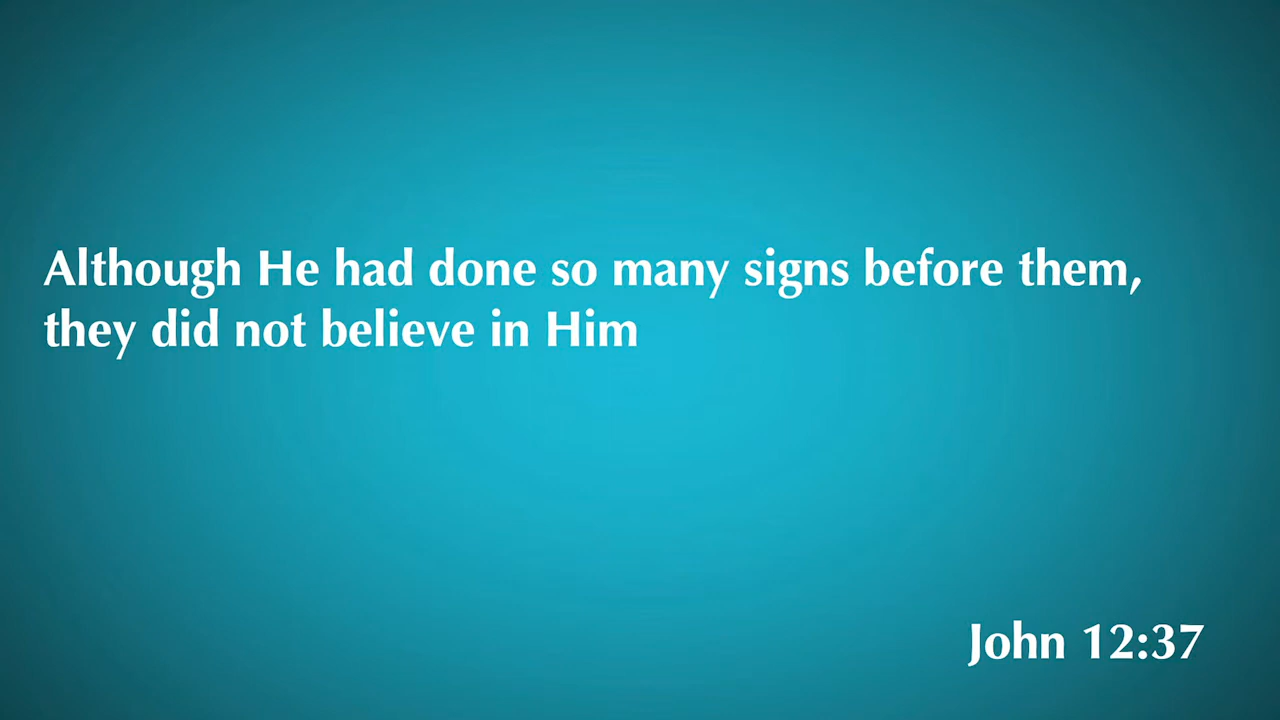 Although He had done so many signs before them,
they did not believe in Him
John 12:37